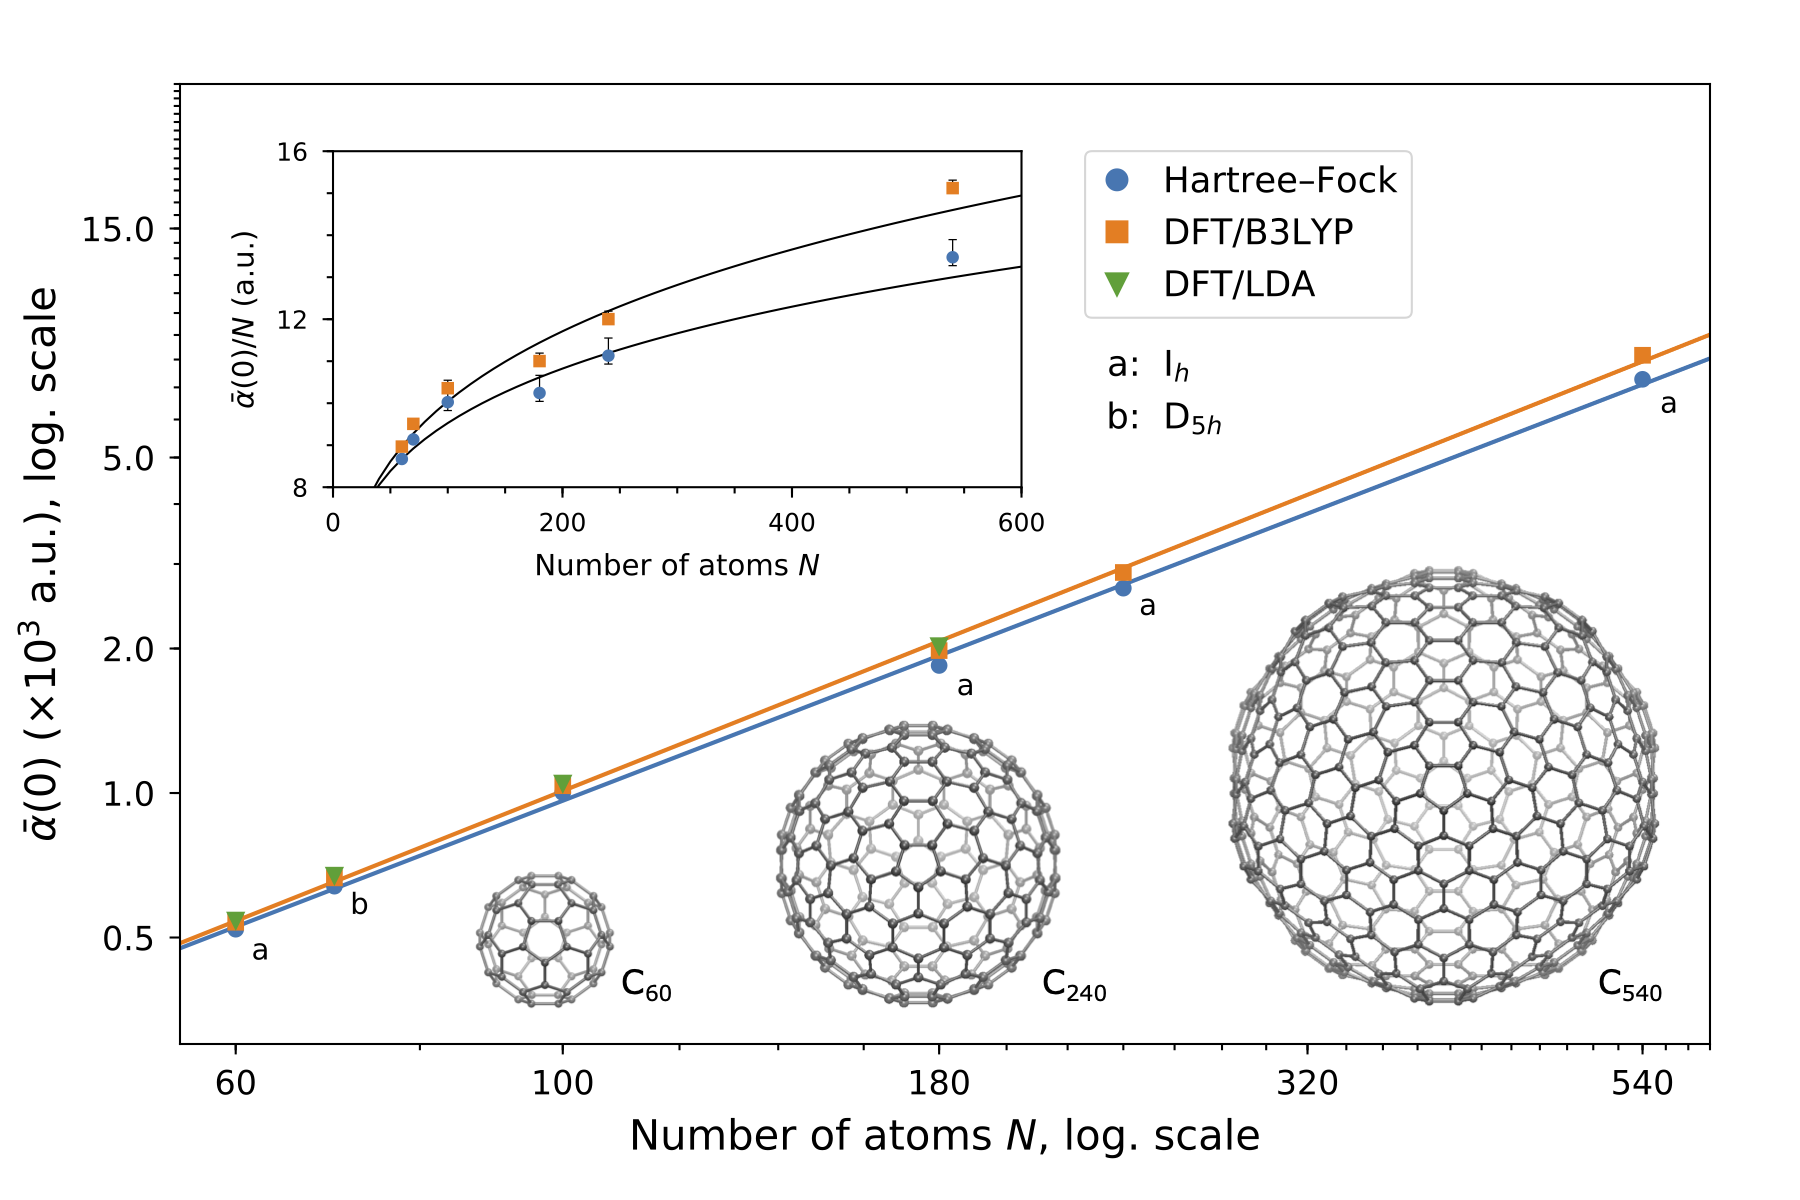 ᾱ(0) (×10³ a.u.), log. scale
15.0
5.0
2.0
1.0
0.5
ᾱ(0)/N (a.u.)
16
12
8
0 200 400 600
Number of atoms N
Hartree–Fock
DFT/B3LYP
DFT/LDA
a: Iₕ
b: D₅ₕ
a
a
a
b
a
C₆₀
C₂₄₀
C₅₄₀
60 100 180 320 540
Number of atoms N, log. scale